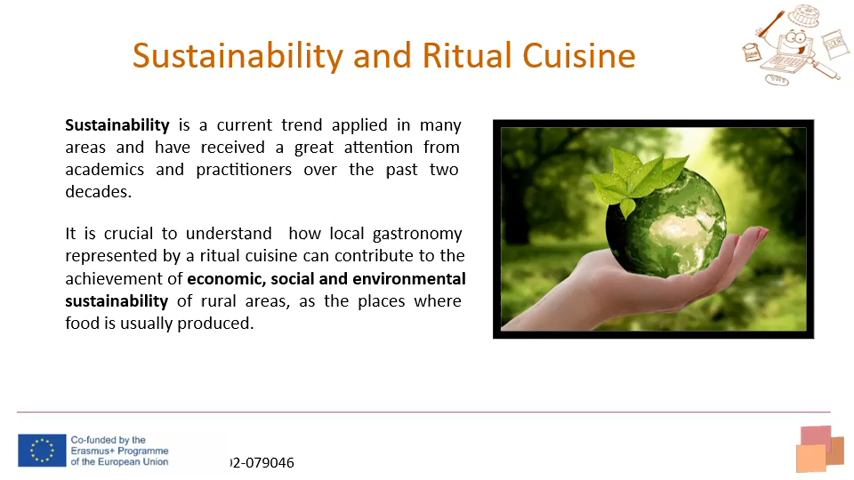 Sustainability and Ritual Cuisine
Sustainability is a current trend applied in many
areas and have received a great attention from
academics and practitioners over the past two
decades.
It is crucial to understand how local gastronomy
represented by a ritual cuisine can contribute to the
achievement of economic, social and environmental
sustainability of rural areas, as the places where
food is usually produced.
Co-funded by the
Erasmus+ Programme
of the European Union
02-079046